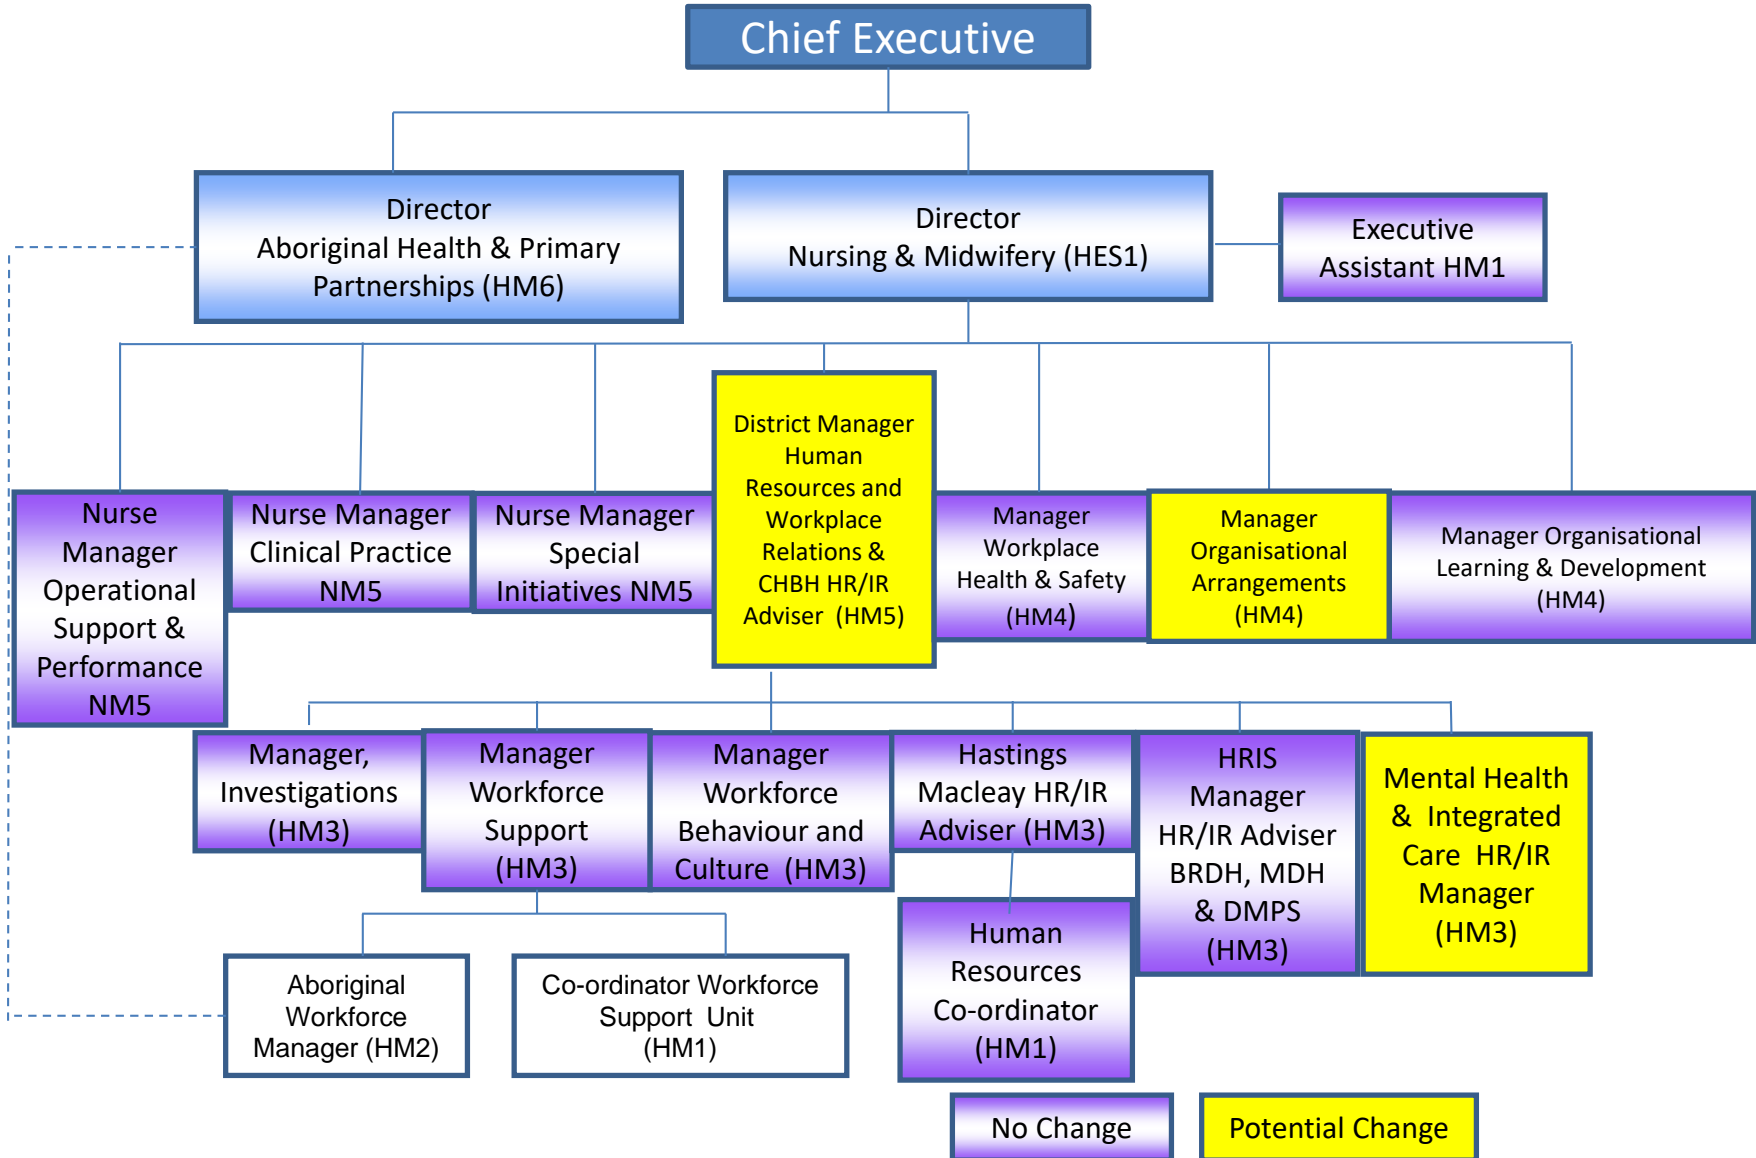 Chief Executive
Director
Aboriginal Health & Primary
Partnerships (HM6)
Director
Nursing & Midwifery (HES1)
Executive
Assistant HM1
Nurse
Manager
Operational
Support &
Performance
NM5
Nurse Manager
Clinical Practice
NM5
Nurse Manager
Special
Initiatives NM5
District Manager
Human
Resources and
Workplace
Relations &
CHBH HR/IR
Adviser (HM5)
Manager
Workplace
Health & Safety
(HM4)
Manager
Organisational
Arrangements
(HM4)
Manager Organisational
Learning & Development
(HM4)
Manager,
Investigations
(HM3)
Manager
Workforce
Support
(HM3)
Manager
Workforce
Behaviour and
Culture (HM3)
Hastings
Macleay HR/IR
Adviser (HM3)
HRIS
Manager
HR/IR Adviser
BRDH, MDH
& DMPS
(HM3)
Mental Health
& Integrated
Care HR/IR
Manager
(HM3)
Aboriginal
Workforce
Manager (HM2)
Co-ordinator Workforce
Support Unit
(HM1)
Human
Resources
Co-ordinator
(HM1)
No Change
Potential Change